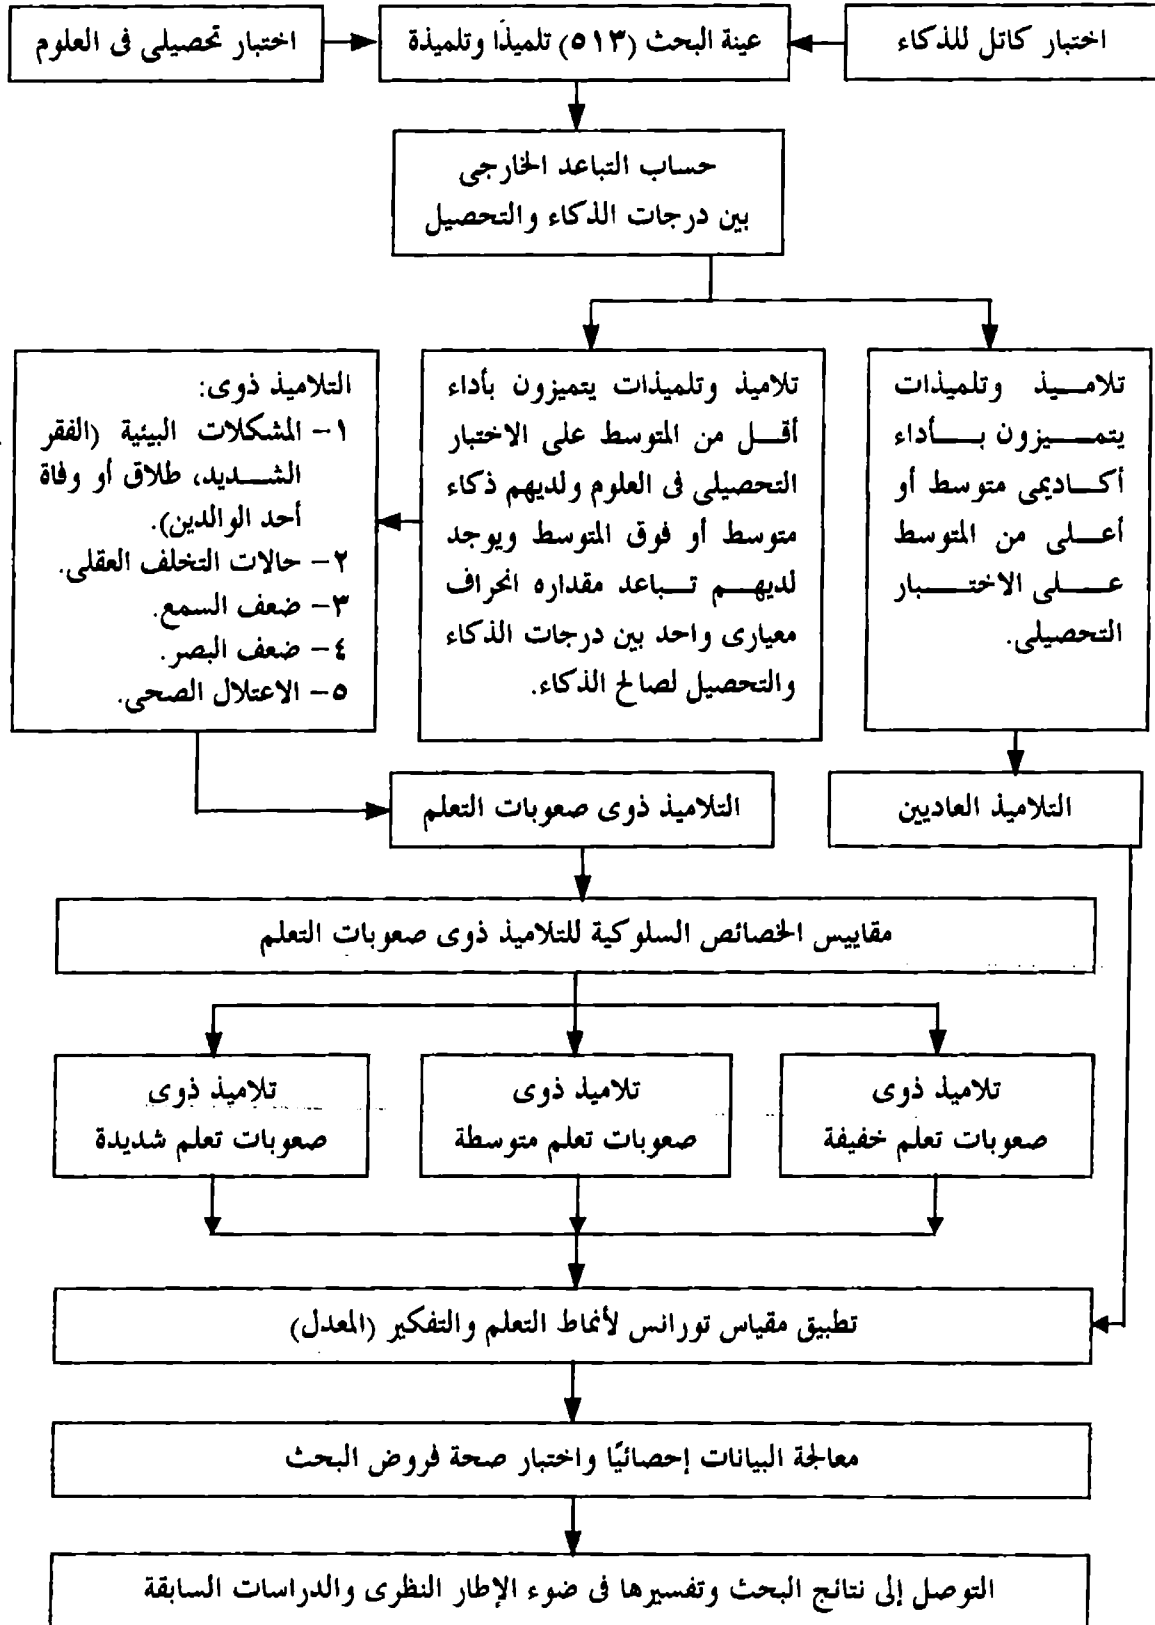 اختبار كاتل للذكاء
عينة البحث (٥١٣) تلميذًا وتلميذة
اختبار تحصيلى فى العلوم
حساب التباعد الخارجى
بين درجات الذكاء والتحصيل
تلاميذ وتلميذات
يتميزون بأداء
أكاديمى متوسط أو
أعلى من المتوسط
على الاختبار
التحصيلى.
تلاميذ وتلميذات يتميزون بأداء
أقل من المتوسط على الاختبار
التحصيلى فى العلوم ولديهم ذكاء
متوسط أو فوق المتوسط ويوجد
لديهم تباعد مقداره انحراف
معيارى واحد بين درجات الذكاء
والتحصيل لصالح الذكاء.
التلاميذ ذوى:
١- المشكلات البيئية (الفقر
الشديد، طلاق أو وفاة
أحد الوالدين).
٢- حالات التخلف العقلى.
٣- ضعف السمع.
٤- ضعف البصر.
٥- الاعتلال الصحى.
التلاميذ العاديين
التلاميذ ذوى صعوبات التعلم
مقاييس الخصائص السلوكية للتلاميذ ذوى صعوبات التعلم
تلاميذ ذوى
صعوبات تعلم خفيفة
تلاميذ ذوى
صعوبات تعلم متوسطة
تلاميذ ذوى
صعوبات تعلم شديدة
تطبيق مقياس تورانس لأنماط التعلم والتفكير (المعدل)
معالجة البيانات إحصائيًا واختبار صحة فروض البحث
التوصل إلى نتائج البحث وتفسيرها فى ضوء الإطار النظرى والدراسات السابقة